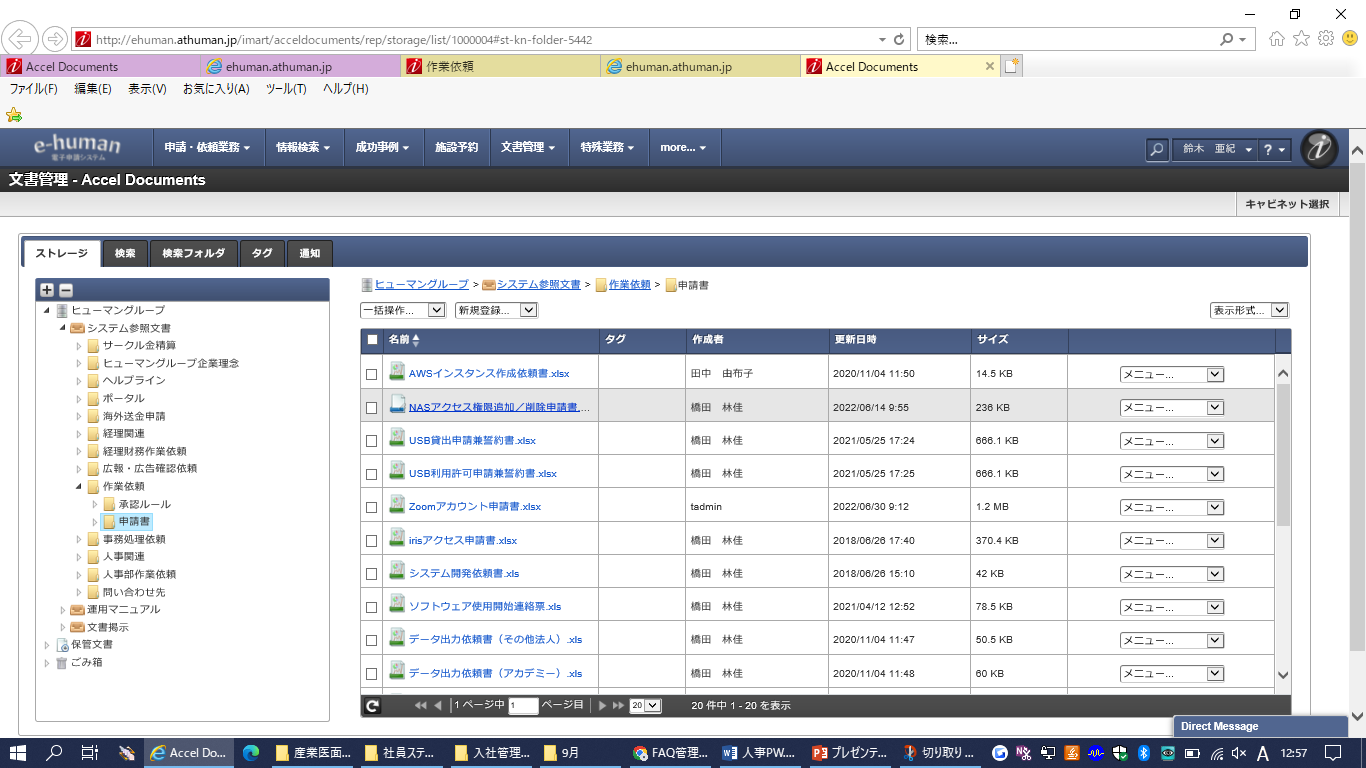 http://ehuman.athuman.jp/imart/acceldocuments/rep/storage/list/1000004#st-kn-folder-5442
検索...
Accel Documents
ehuman.athuman.jp
作業依頼
ehuman.athuman.jp
Accel Documents
ファイル(F) 編集(E) 表示(V) お気に入り(A) ツール(T) ヘルプ(H)
e-human
電子申請システム
申請・依頼業務 情報検索 成功事例 施設予約 文書管理 特殊業務 more...
鈴木 亜紀 ?
文書管理 - Accel Documents
キャビネット選択
ストレージ 検索 検索フォルダ タグ 通知
ヒューマングループ
システム参照文書
サークル金精算
ヒューマングループ企業理念
ヘルプライン
ポータル
海外送金申請
経理関連
経理財務作業依頼
広報・広告確認依頼
作業依頼
承認ルール
申請書
事務処理依頼
人事関連
人事部作業依頼
問い合わせ先
運用マニュアル
文書掲示
保管文書
ごみ箱
ヒューマングループ > システム参照文書 > 作業依頼 > 申請書
一括操作... 新規登録... 表示形式...
名前 タグ 作成者 更新日時 サイズ
AWSインスタンス作成依頼書.xlsx 田中 由布子 2020/11/04 11:50 14.5 KB メニュー...
NASアクセス権限追加／削除申請書.... 橋田 林佳 2022/06/14 9:55 236 KB メニュー...
USB貸出申請兼誓約書.xlsx 橋田 林佳 2021/05/25 17:24 666.1 KB メニュー...
USB利用許可申請兼誓約書.xlsx 橋田 林佳 2021/05/25 17:25 666.1 KB メニュー...
Zoomアカウント申請書.xlsx tadmin 2022/06/30 9:12 1.2 MB メニュー...
irisアクセス申請書.xlsx 橋田 林佳 2018/06/26 17:40 370.4 KB メニュー...
システム開発依頼書.xls 橋田 林佳 2018/06/26 15:10 42 KB メニュー...
ソフトウェア使用開始連絡票.xls 橋田 林佳 2021/04/12 12:52 78.5 KB メニュー...
データ出力依頼書（その他法人）.xls 橋田 林佳 2020/11/04 11:47 50.5 KB メニュー...
データ出力依頼書（アカデミー）.xls 橋田 林佳 2020/11/04 11:48 60 KB メニュー...
1 ページ中 1 ページ目 20 20 件中 1 - 20 を表示
Direct Message
Accel Do... 産業医面... 社員ステ... 入社管理... 9月 FAQ管理... 人事PW.... プレゼンテ... 切り取り ... A 12:57